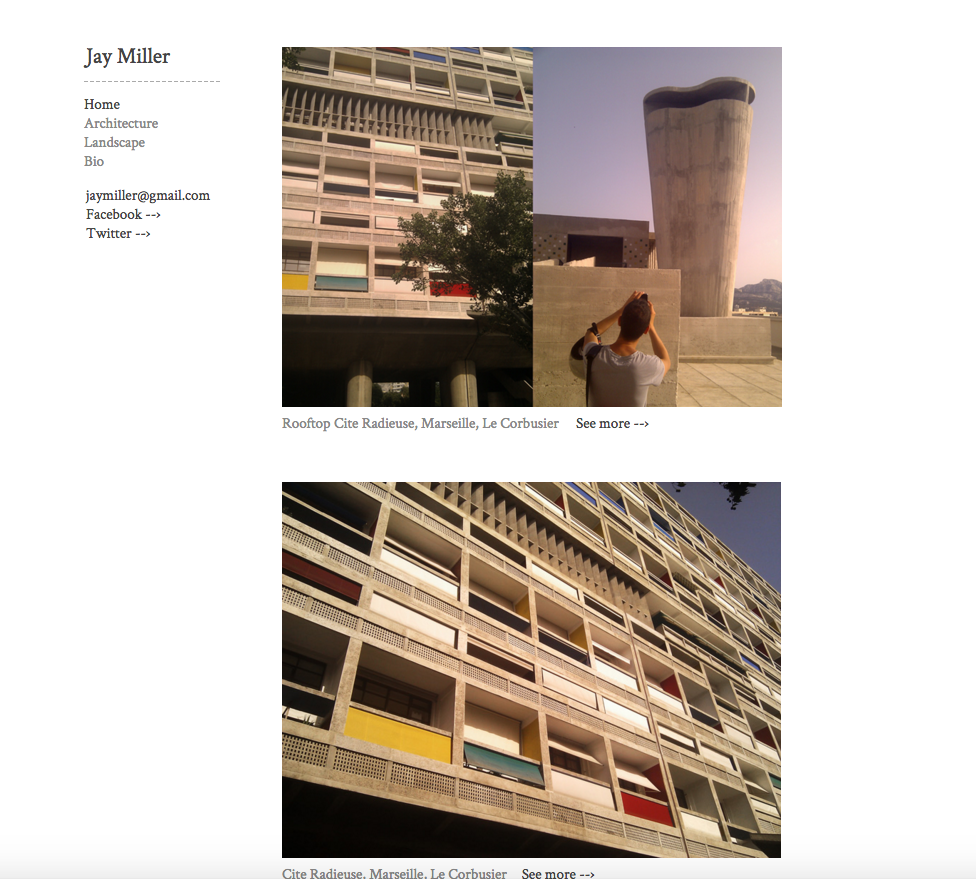 Jay Miller
Home
Architecture
Landscape
Bio
jaymiller@gmail.com
Facebook -->
Twitter -->
Rooftop Cite Radieuse, Marseille, Le Corbusier See more -->
Cite Radieuse, Marseille, Le Corbusier See more -->